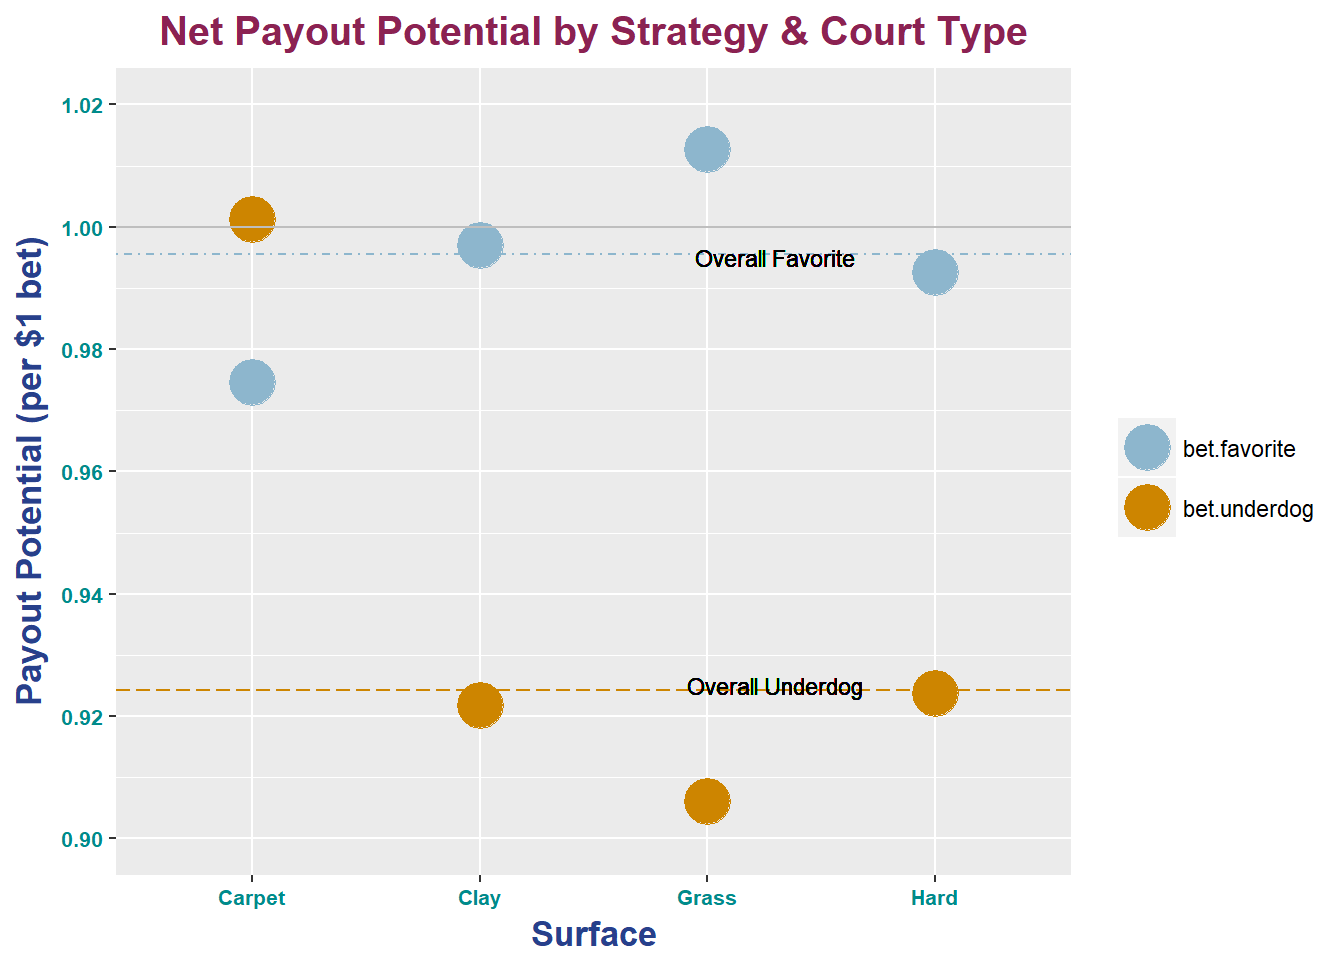 Net Payout Potential by Strategy & Court Type
Payout Potential (per $1 bet)
1.02
1.00
0.98
0.96
0.94
0.92
0.90
Overall Favorite
Overall Underdog
bet.favorite
bet.underdog
Carpet Clay Grass Hard
Surface